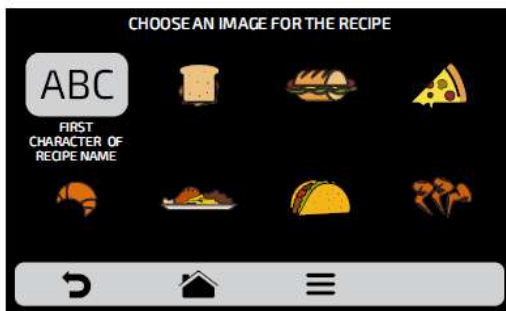 CHOOSE AN IMAGE FOR THE RECIPE
ABC
FIRST
CHARACTER OF
RECIPE NAME